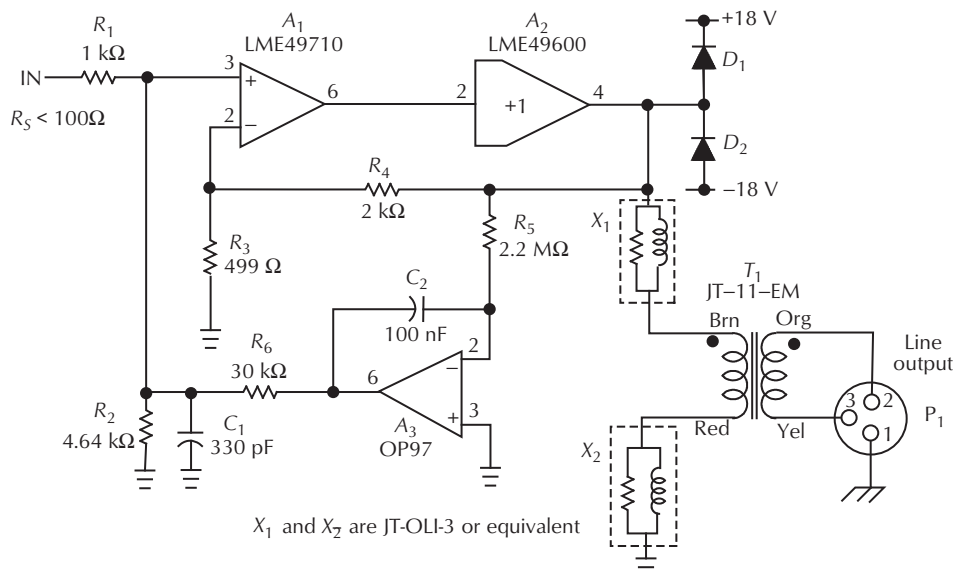 R1
1 kΩ
IN
RS < 100Ω
A1
LME49710
3
+
2
−
6
A2
LME49600
2
+1
4
+18 V
D1
D2
−18 V
R4
2 kΩ
R5
2.2 MΩ
R3
499 Ω
C2
100 nF
X1
T1
JT–11–EM
Brn
Org
Red
Yel
Line
output
3
2
1
P1
R6
30 kΩ
6
2
−
+
3
A3
OP97
R2
4.64 kΩ
C1
330 pF
X2
X1 and X2 are JT-OLI-3 or equivalent